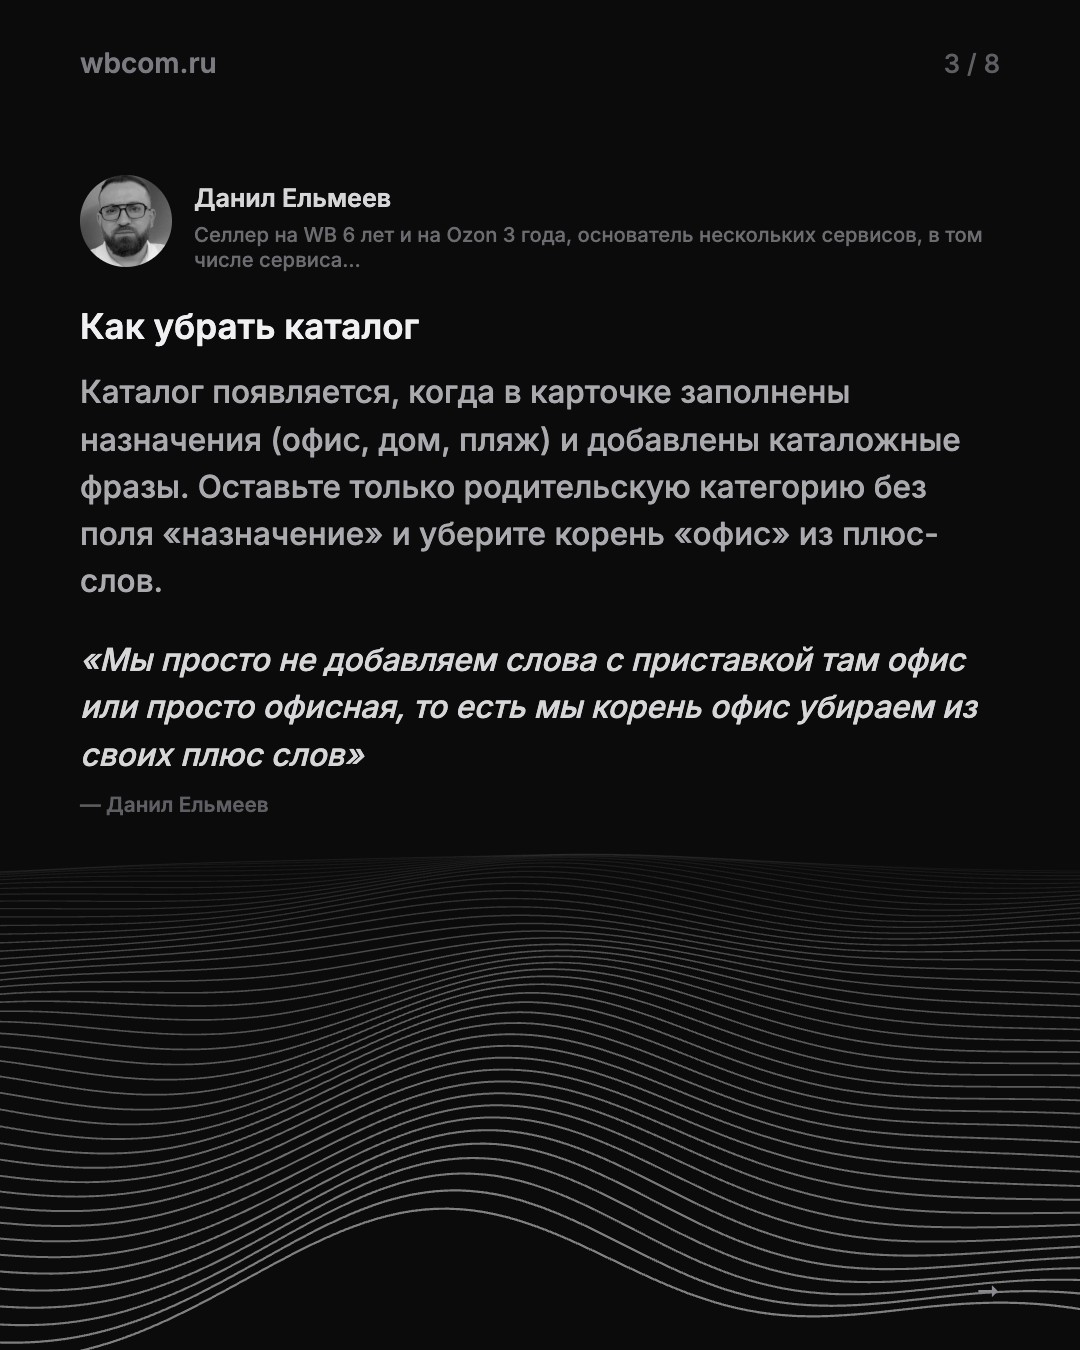 wbcom.ru
3 / 8
Данил Ельмеев
Селлер на WB 6 лет и на Ozon 3 года, основатель нескольких сервисов, в том
числе сервиса...
Как убрать каталог
Каталог появляется, когда в карточке заполнены
назначения (офис, дом, пляж) и добавлены каталожные
фразы. Оставьте только родительскую категорию без
поля «назначение» и уберите корень «офис» из плюс-
слов.
«Мы просто не добавляем слова с приставкой там офис
или просто офисная, то есть мы корень офис убираем из
своих плюс слов»
— Данил Ельмеев
→